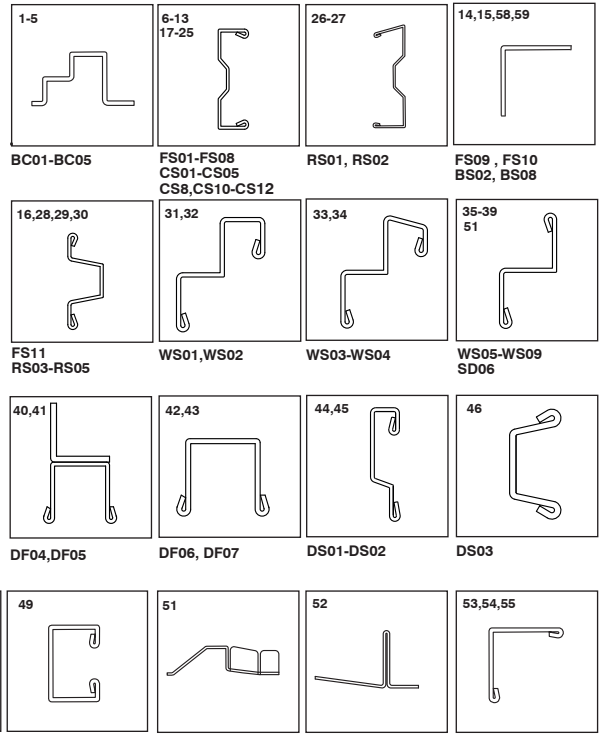 1-5
6-13
17-25
26-27
14,15,58,59
BC01-BC05
FS01-FS08
CS01-CS05
CS8,CS10-CS12
RS01, RS02
FS09 , FS10
BS02, BS08
16,28,29,30
31,32
33,34
35-39
51
FS11
RS03-RS05
WS01,WS02
WS03-WS04
WS05-WS09
SD06
40,41
42,43
44,45
46
DF04,DF05
DF06, DF07
DS01-DS02
DS03
49
51
52
53,54,55